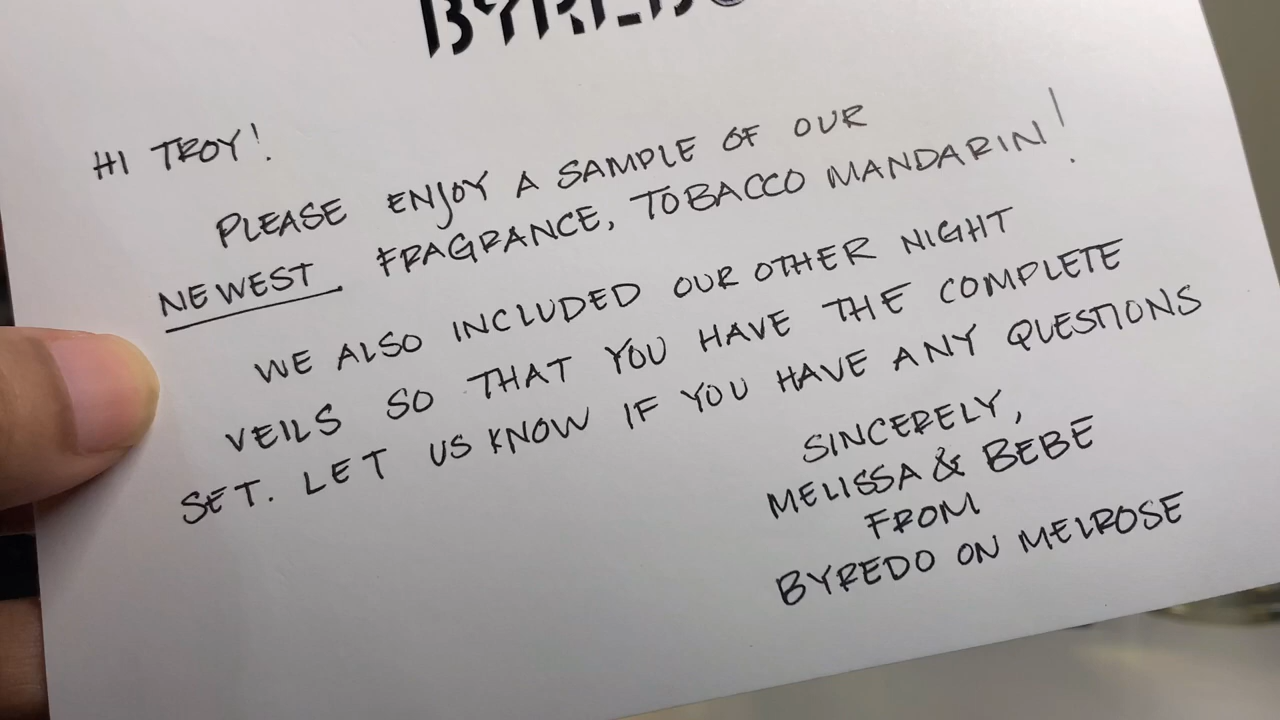 BYREDO
HI TROY!
PLEASE ENJOY A SAMPLE OF OUR
NEWEST FRAGRANCE, TOBACCO MANDARIN!
WE ALSO INCLUDED OUR OTHER NIGHT
VEILS SO THAT YOU HAVE THE COMPLETE
SET. LET US KNOW IF YOU HAVE ANY QUESTIONS
SINCERELY,
MELISSA & BEBE
FROM
BYREDO ON MELROSE